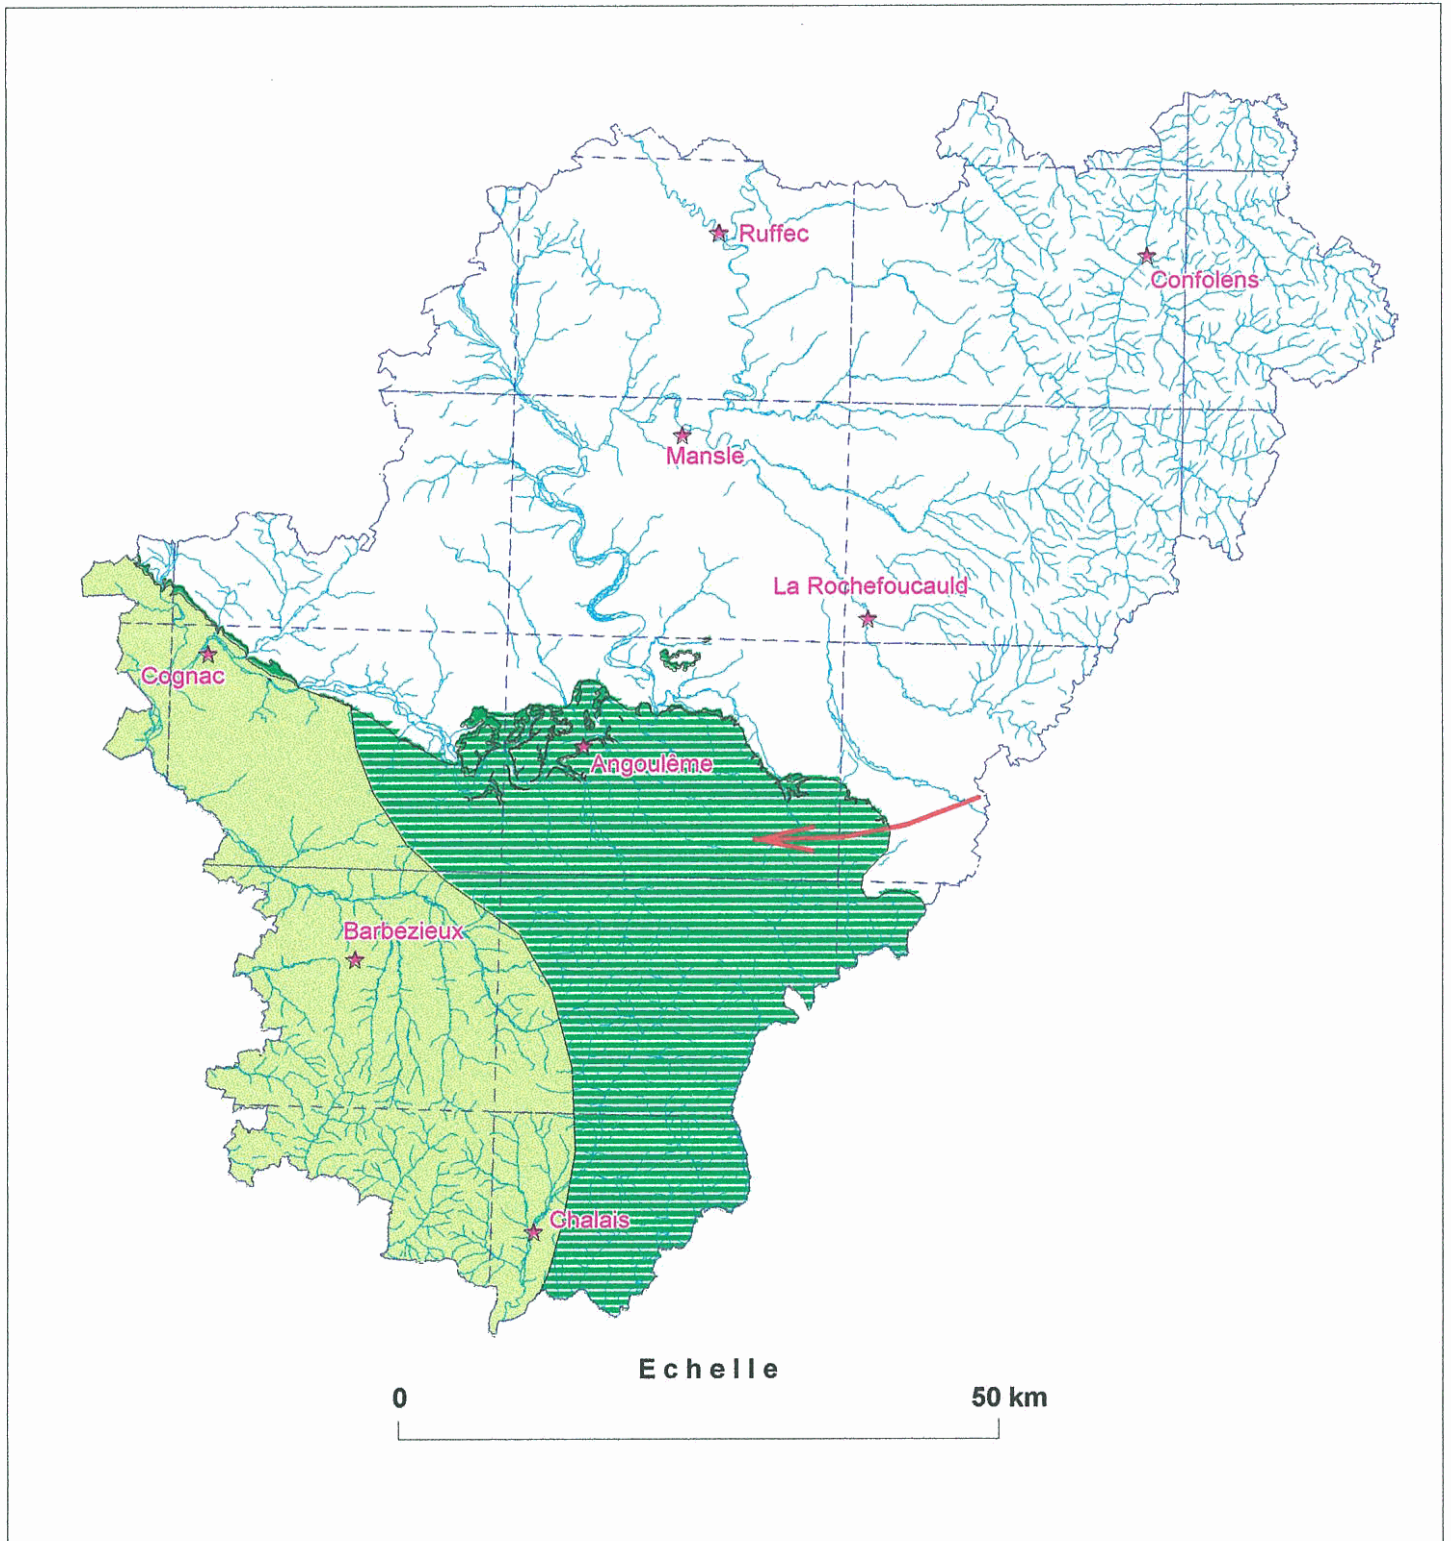 Ruffec
Confolens
Mansle
La Rochefoucauld
Cognac
Angoulême
Barbezieux
Chalais
Echelle
0
50 km